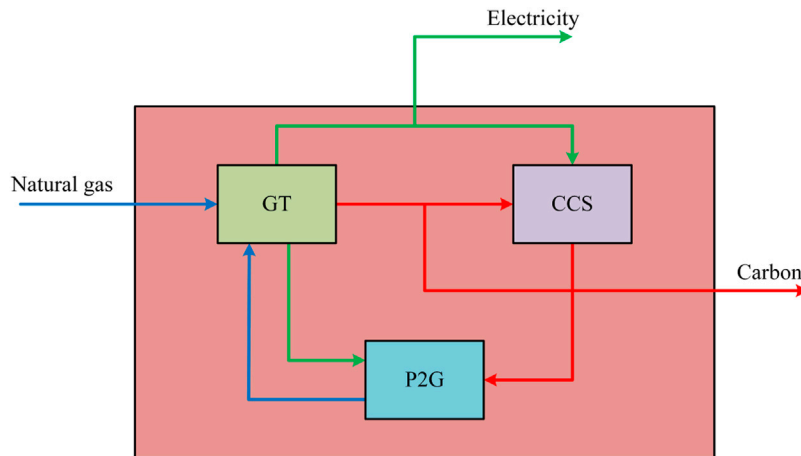 Electricity
Natural gas
GT
CCS
Carbon
P2G